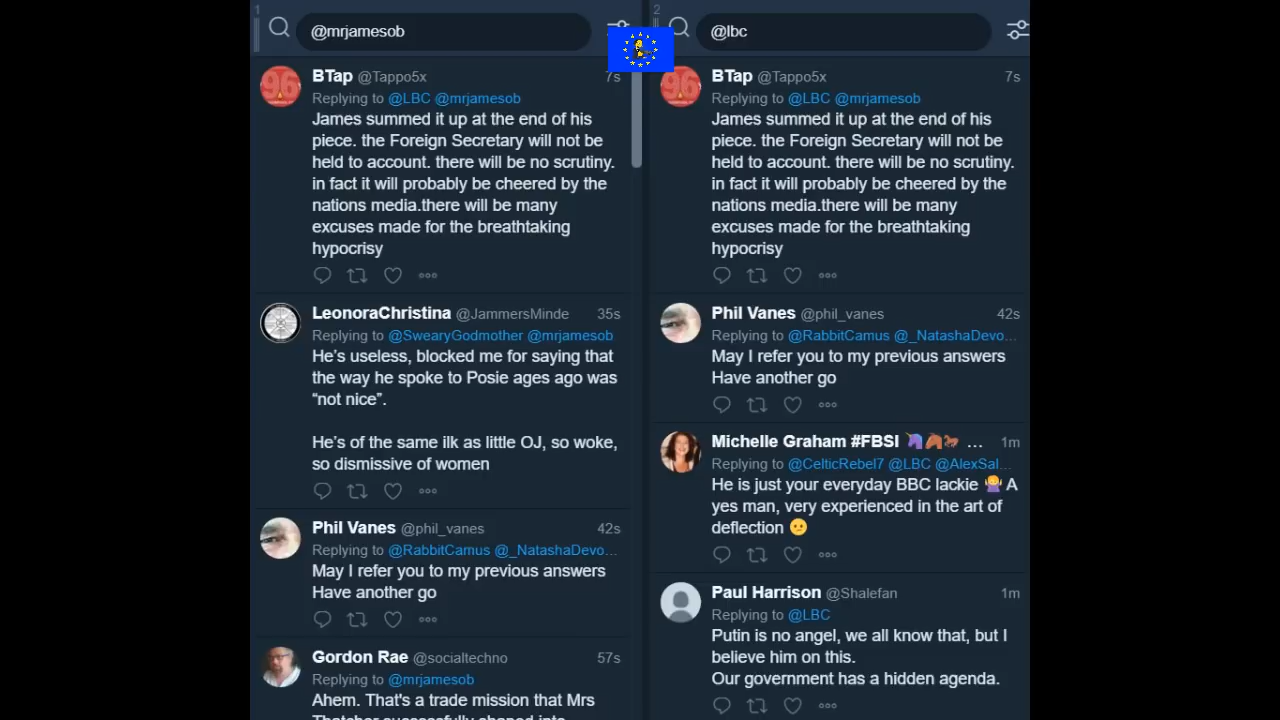 1
@mrjamesob
BTap @Tappo5x 7s
Replying to @LBC @mrjamesob
James summed it up at the end of his
piece. the Foreign Secretary will not be
held to account. there will be no scrutiny.
in fact it will probably be cheered by the
nations media.there will be many
excuses made for the breathtaking
hypocrisy
LeonoraChristina @JammersMinde 35s
Replying to @SwearyGodmother @mrjamesob
He's useless, blocked me for saying that
the way he spoke to Posie ages ago was
“not nice”.
He's of the same ilk as little OJ, so woke,
so dismissive of women
Phil Vanes @phil_vanes 42s
Replying to @RabbitCamus @_NatashaDevo...
May I refer you to my previous answers
Have another go
Gordon Rae @socialtechno 57s
Replying to @mrjamesob
Ahem. That's a trade mission that Mrs
Thatcher successfully shaped into
2
@lbc
BTap @Tappo5x 7s
Replying to @LBC @mrjamesob
James summed it up at the end of his
piece. the Foreign Secretary will not be
held to account. there will be no scrutiny.
in fact it will probably be cheered by the
nations media.there will be many
excuses made for the breathtaking
hypocrisy
Phil Vanes @phil_vanes 42s
Replying to @RabbitCamus @_NatashaDevo...
May I refer you to my previous answers
Have another go
Michelle Graham #FBSI 🦄🐴🐎 ... 1m
Replying to @CelticRebel7 @LBC @AlexSal...
He is just your everyday BBC lackie 🤷‍♀️ A
yes man, very experienced in the art of
deflection 😕
Paul Harrison @Shalefan 1m
Replying to @LBC
Putin is no angel, we all know that, but I
believe him on this.
Our government has a hidden agenda.